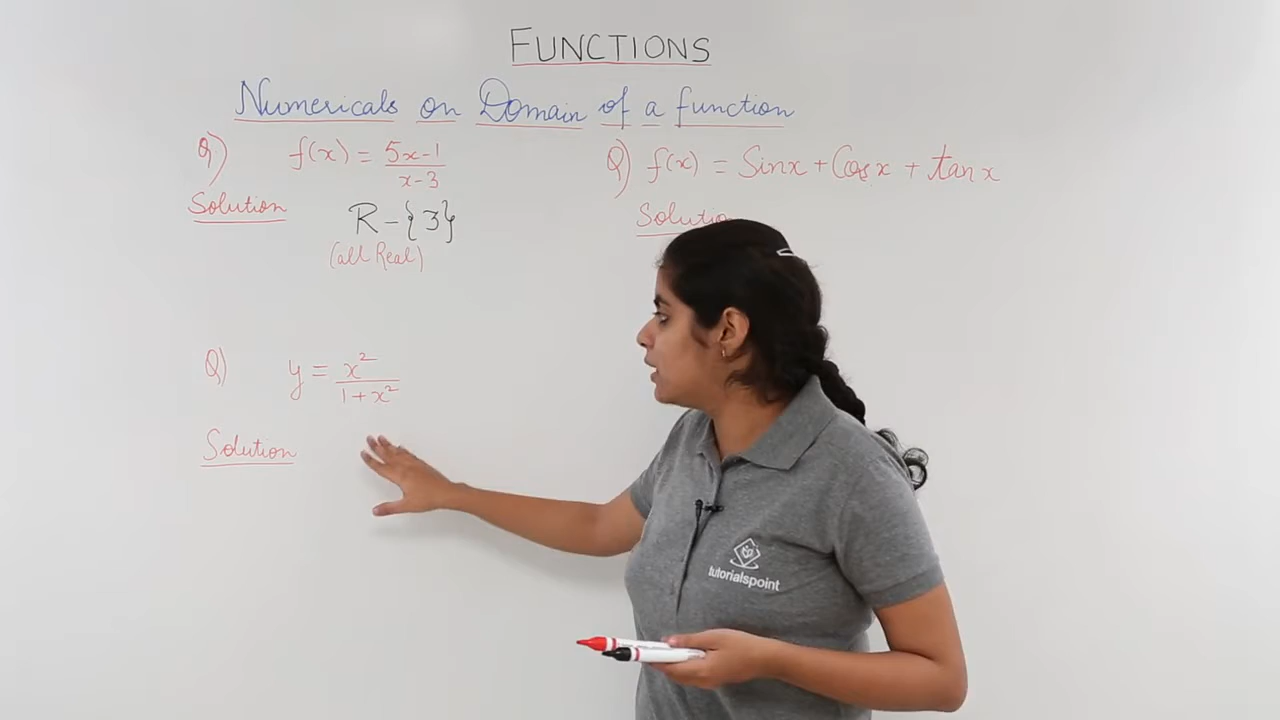 FUNCTIONS
Numericals on Domain of a function
Q) f(x) = 5x-1 / x-3
Solution
R - {3}
(all Real)
Q) y = x² / 1+x²
Solution
Q) f(x) = Sinx + Cosx + tanx
Solution
tutorialspoint